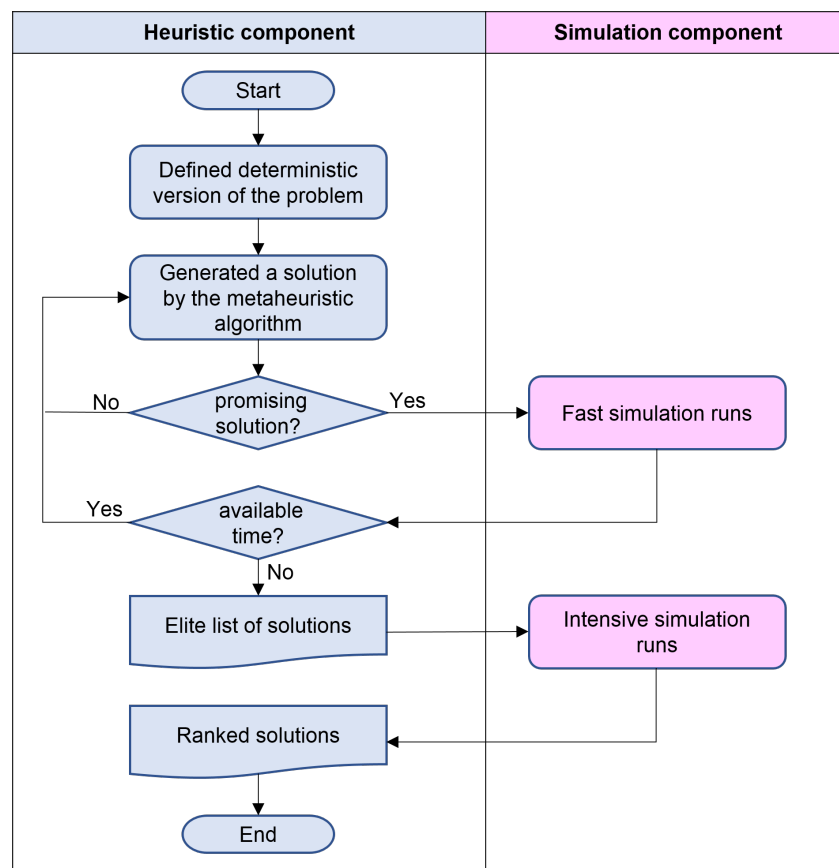 Heuristic component
Simulation component
Start
Defined deterministic
version of the problem
Generated a solution
by the metaheuristic
algorithm
No
promising
solution?
Yes
Fast simulation runs
Yes
available
time?
No
Elite list of solutions
Intensive simulation
runs
Ranked solutions
End